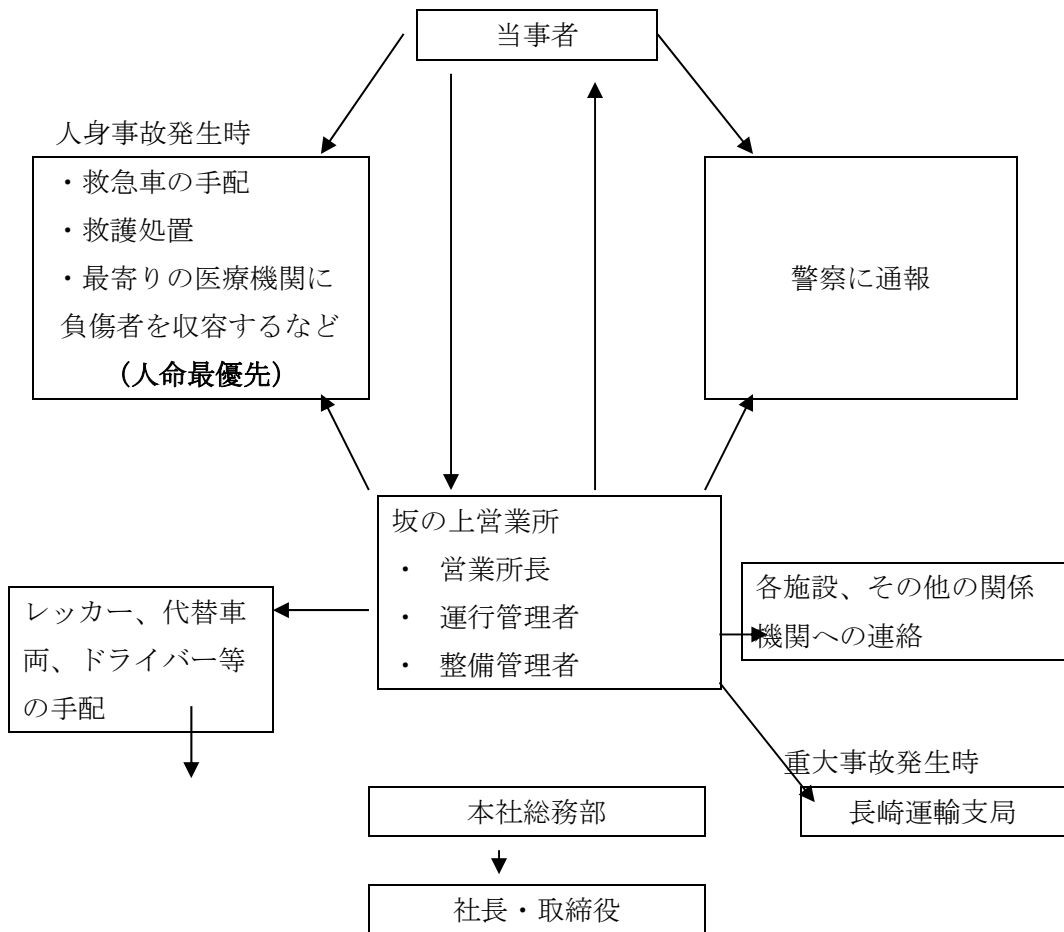 当事者
人身事故発生時
・救急車の手配
・救護処置
・最寄りの医療機関に
負傷者を収容するなど
(人命最優先)
警察に通報
坂の上営業所
・ 営業所長
・ 運行管理者
・ 整備管理者
レッカー、代替車
両、ドライバー等
の手配
各施設、その他の関係
機関への連絡
重大事故発生時
長崎運輸支局
本社総務部
社長・取締役